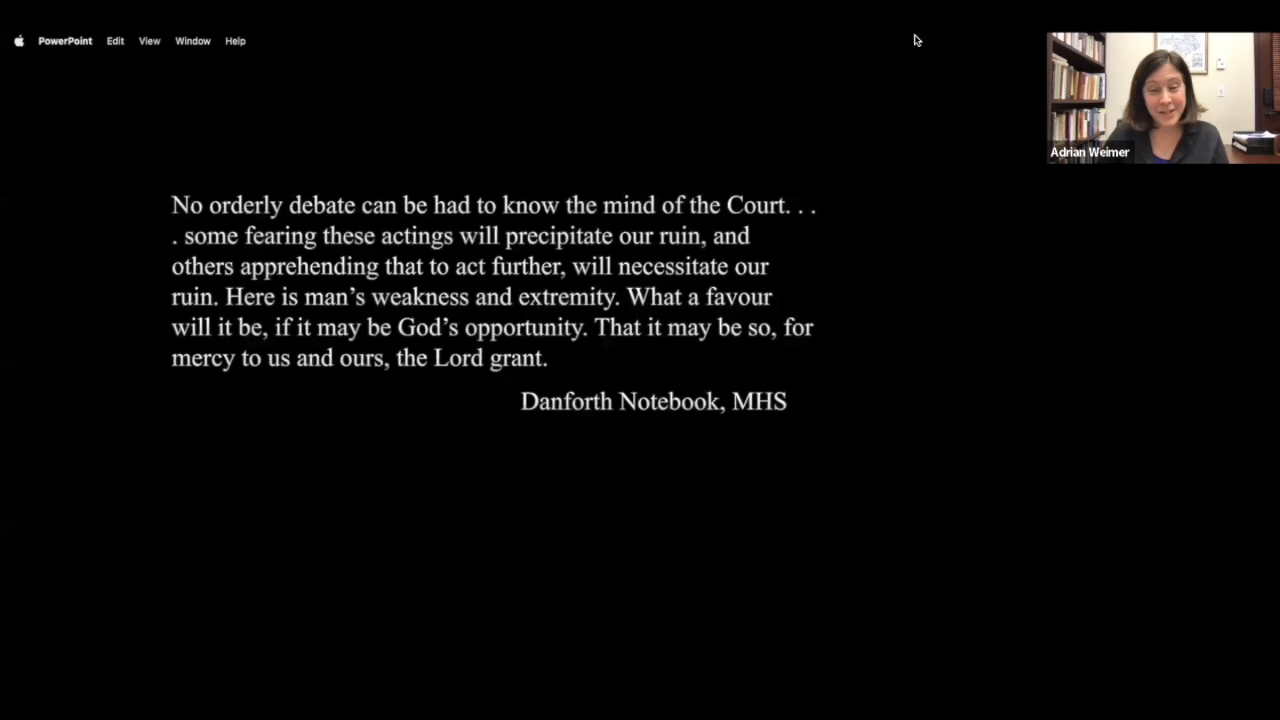 PowerPoint Edit View Window Help
Adrian Weimer
No orderly debate can be had to know the mind of the Court. . .
. some fearing these actings will precipitate our ruin, and
others apprehending that to act further, will necessitate our
ruin. Here is man’s weakness and extremity. What a favour
will it be, if it may be God’s opportunity. That it may be so, for
mercy to us and ours, the Lord grant.
Danforth Notebook, MHS